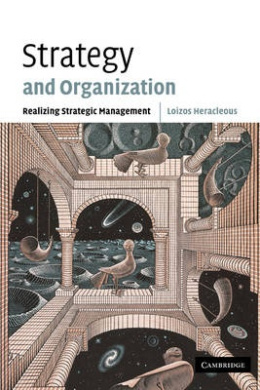 Strategy
and Organization
Realizing Strategic Management
Loizos Heracleous
CAMBRIDGE